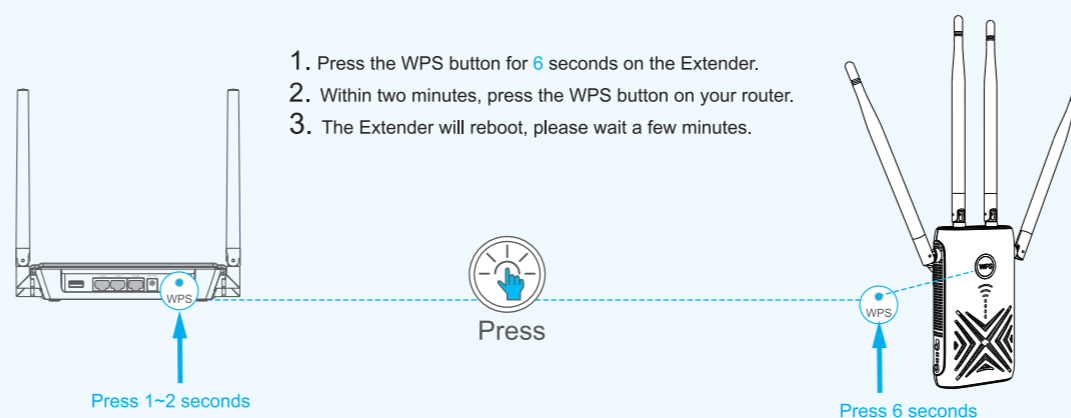 1. Press the WPS button for 6 seconds on the Extender.
2. Within two minutes, press the WPS button on your router.
3. The Extender will reboot, please wait a few minutes.
WPS
WPS
WPS
Press
Press 1~2 seconds
Press 6 seconds